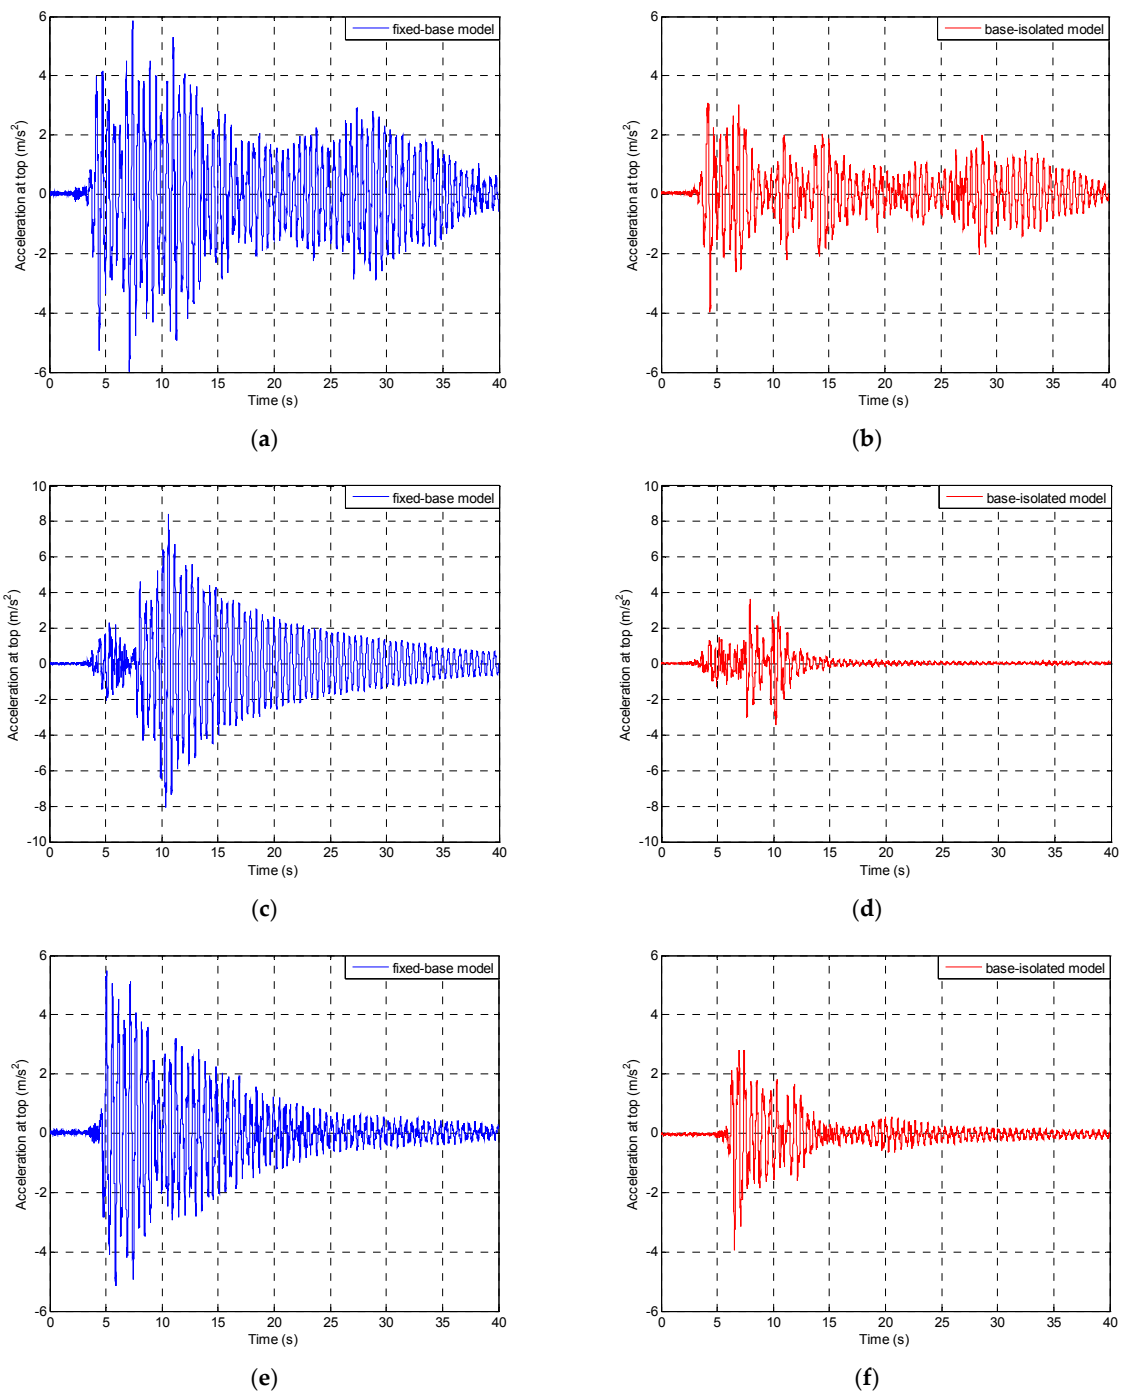 fixed-base model
Acceleration at top (m/s²)
6
4
2
0
-2
-4
-6
0 5 10 15 20 25 30 35 40
Time (s)
(a)
base-isolated model
Acceleration at top (m/s²)
6
4
2
0
-2
-4
-6
0 5 10 15 20 25 30 35 40
Time (s)
(b)
fixed-base model
Acceleration at top (m/s²)
10
8
6
4
2
0
-2
-4
-6
-8
-10
0 5 10 15 20 25 30 35 40
Time (s)
(c)
base-isolated model
Acceleration at top (m/s²)
10
8
6
4
2
0
-2
-4
-6
-8
-10
0 5 10 15 20 25 30 35 40
Time (s)
(d)
fixed-base model
Acceleration at top (m/s²)
6
4
2
0
-2
-4
-6
0 5 10 15 20 25 30 35 40
Time (s)
(e)
base-isolated model
Acceleration at top (m/s²)
6
4
2
0
-2
-4
-6
0 5 10 15 20 25 30 35 40
Time (s)
(f)